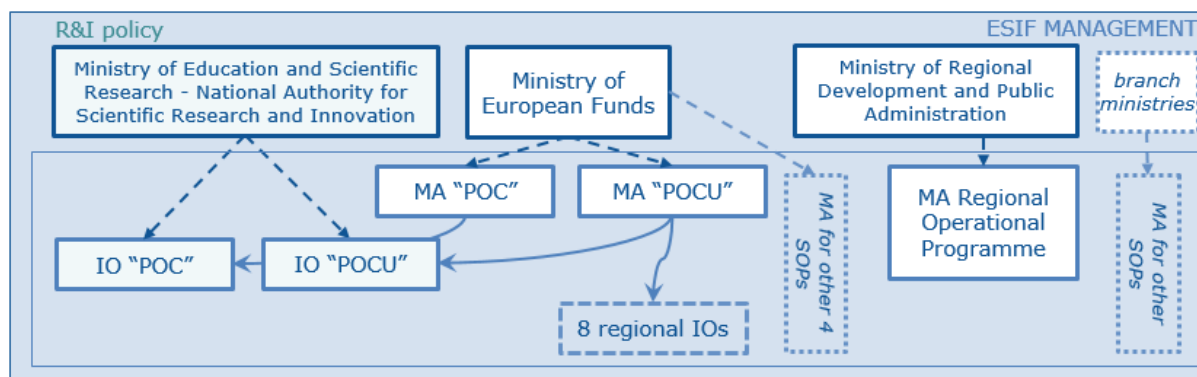 R&I policy
ESIF MANAGEMENT
Ministry of Education and Scientific
Research - National Authority for
Scientific Research and Innovation
Ministry of
European Funds
Ministry of Regional
Development and Public
Administration
branch
ministries
MA “POC”
MA “POCU”
MA for other 4
SOPs
MA Regional
Operational
Programme
MA for other
SOPs
IO “POC”
IO “POCU”
8 regional IOs